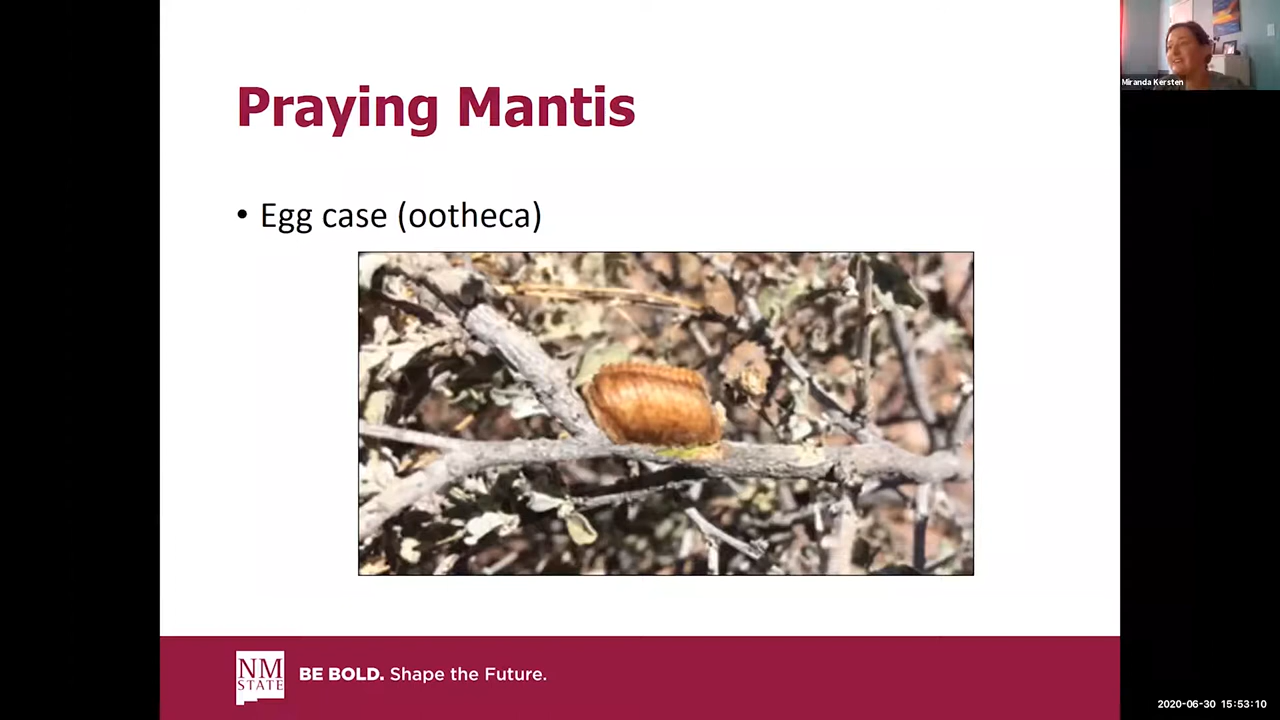 Praying Mantis
• Egg case (ootheca)
Miranda Kersten
NM
STATE
BE BOLD. Shape the Future.
2020-06-30 15:53:10